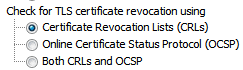 Check for TLS certificate revocation using
Certificate Revocation Lists (CRLs)
Online Certificate Status Protocol (OCSP)
Both CRLs and OCSP